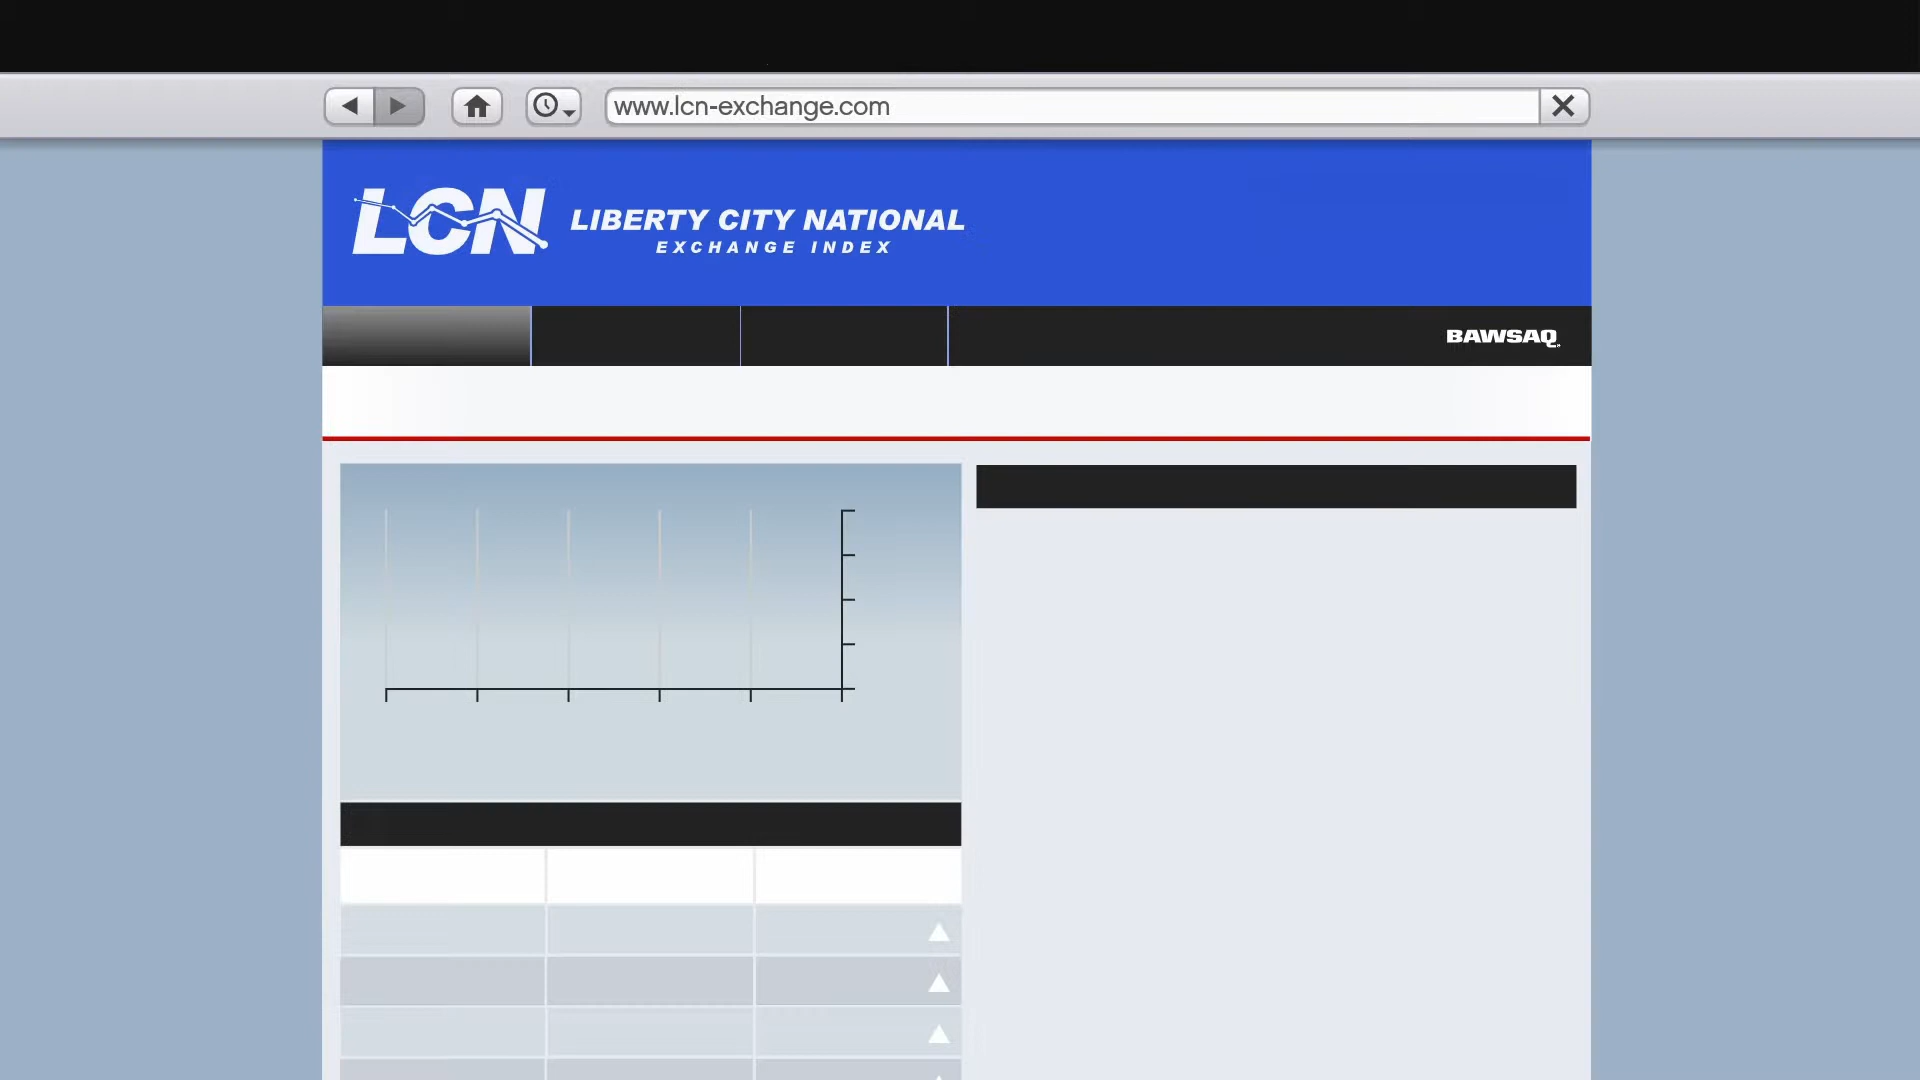 www.lcn-exchange.com
LCN
LIBERTY CITY NATIONAL
EXCHANGE INDEX
BAWSAQ